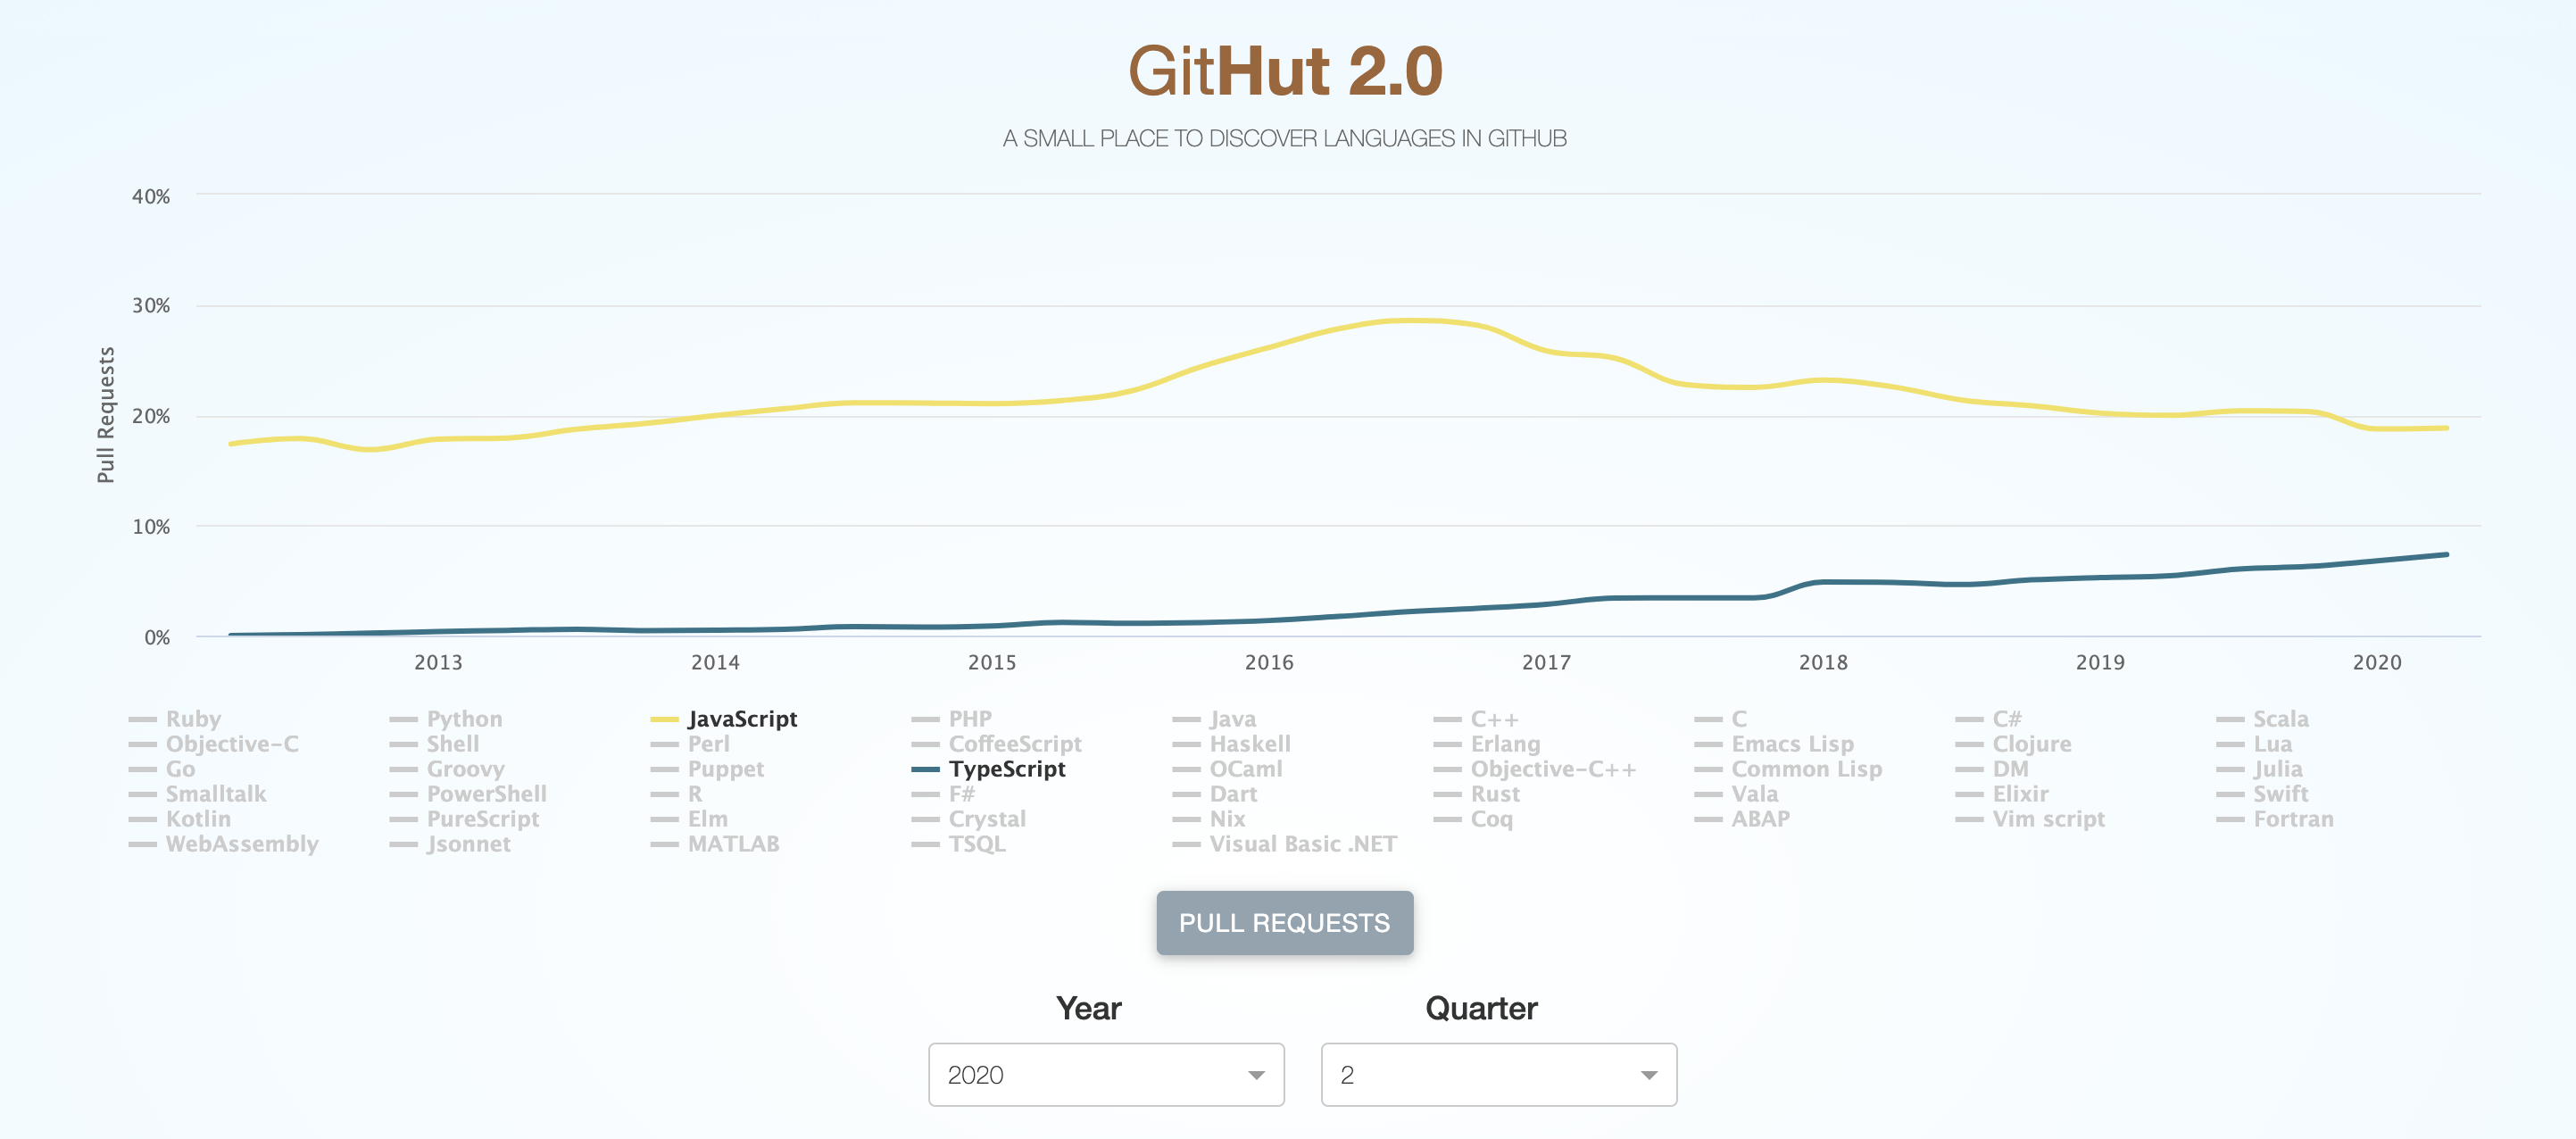 GitHut 2.0
A SMALL PLACE TO DISCOVER LANGUAGES IN GITHUB
40%
30%
20%
10%
0%
Pull Requests
2013 2014 2015 2016 2017 2018 2019 2020
Ruby Python JavaScript PHP Java C++ C C# Scala
Objective-C Shell Perl CoffeeScript Haskell Erlang Emacs Lisp Clojure Lua
Go Groovy Puppet TypeScript OCaml Objective-C++ Common Lisp DM Julia
Smalltalk PowerShell R F# Dart Rust Vala Elixir Swift
Kotlin PureScript Elm Crystal Nix Coq ABAP Vim script Fortran
WebAssembly Jsonnet MATLAB TSQL Visual Basic .NET
PULL REQUESTS
Year Quarter
2020 2